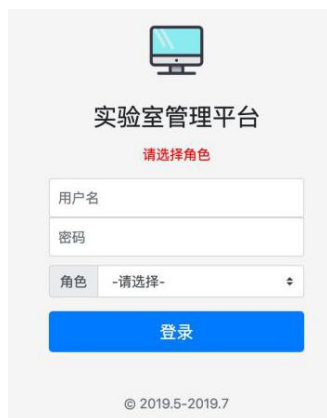 实验室管理平台
请选择角色
用户名
密码
角色 -请选择-
登录
© 2019.5-2019.7